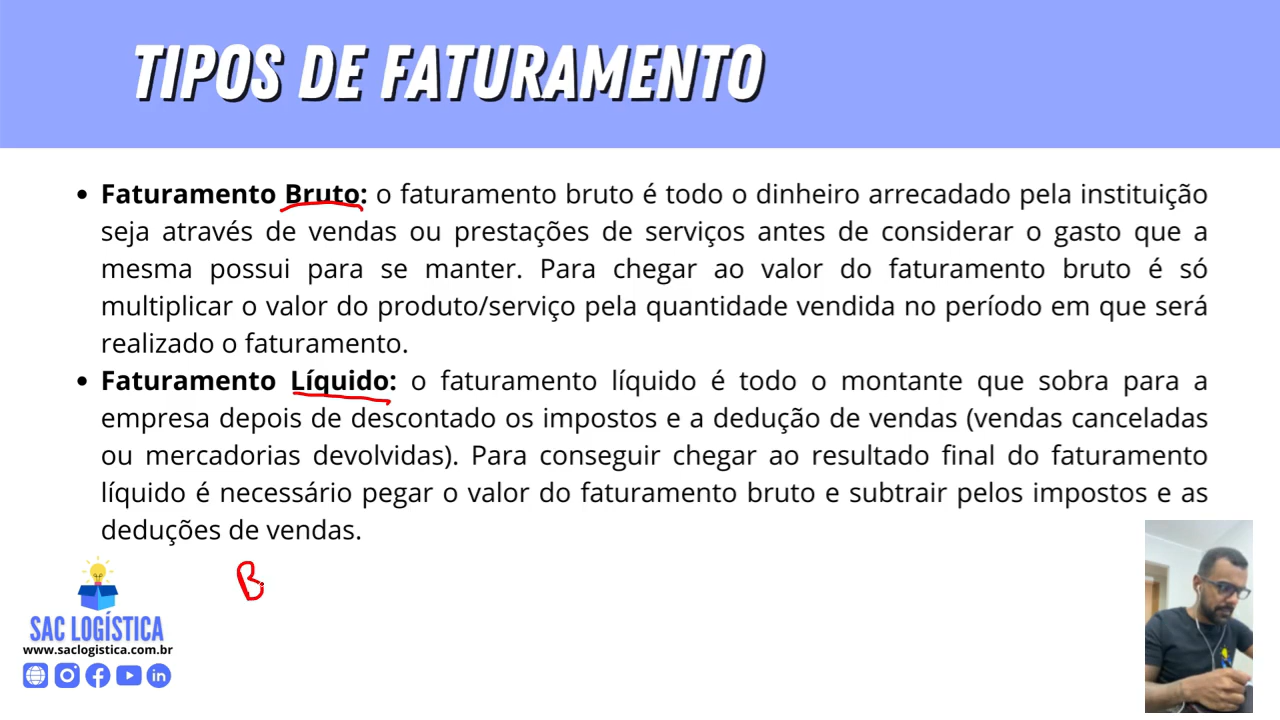 TIPOS DE FATURAMENTO
• Faturamento Bruto: o faturamento bruto é todo o dinheiro arrecadado pela instituição
seja através de vendas ou prestações de serviços antes de considerar o gasto que a
mesma possui para se manter. Para chegar ao valor do faturamento bruto é só
multiplicar o valor do produto/serviço pela quantidade vendida no período em que será
realizado o faturamento.
• Faturamento Líquido: o faturamento líquido é todo o montante que sobra para a
empresa depois de descontado os impostos e a dedução de vendas (vendas canceladas
ou mercadorias devolvidas). Para conseguir chegar ao resultado final do faturamento
líquido é necessário pegar o valor do faturamento bruto e subtrair pelos impostos e as
deduções de vendas.
B
SAC LOGÍSTICA
www.saclogistica.com.br